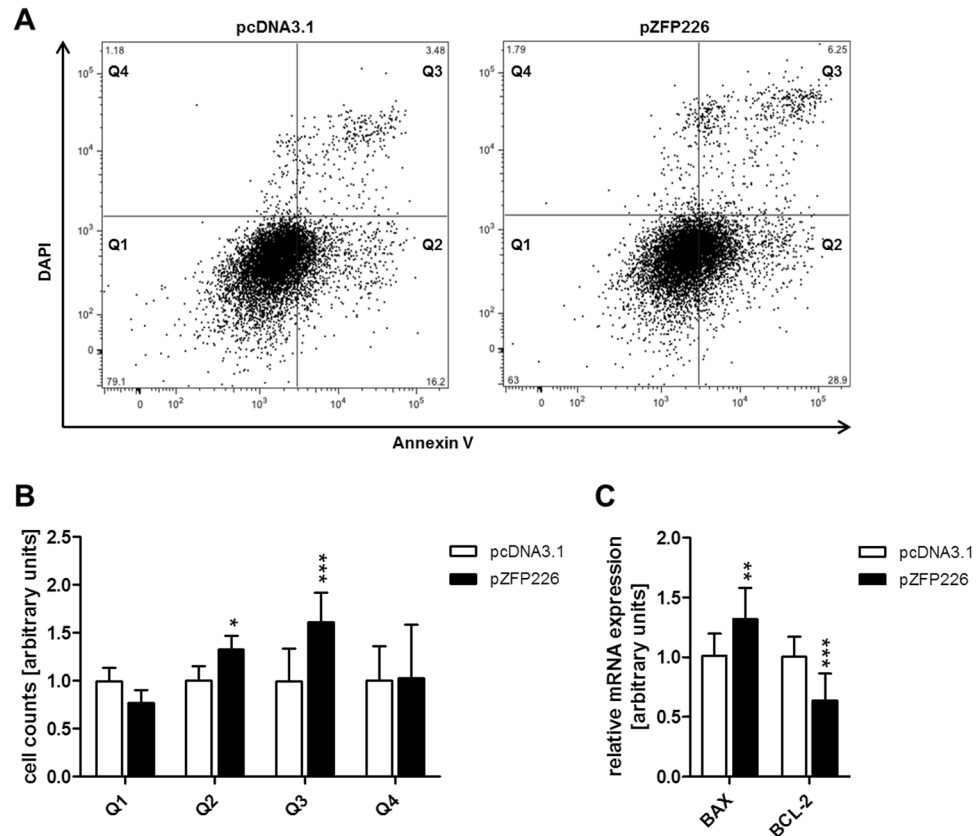 A
pcDNA3.1 pZFP226
1.18 3.48 1.79 6.25
Q4 Q3 Q4 Q3
10⁵ 10⁵
10⁴ 10⁴
10³ 10³
Q1 Q2 Q1 Q2
10² 10²
0 0
79.1 16.2 63 28.9
0 10² 10³ 10⁴ 10⁵ 0 10² 10³ 10⁴ 10⁵
DAPI
Annexin V
B
cell counts [arbitrary units]
2.5
2.0
1.5
1.0
0.5
0.0
* ***
Q1 Q2 Q3 Q4
pcDNA3.1
pZFP226
C
relative mRNA expression
[arbitrary units]
2.0
1.5
1.0
0.5
0.0
** ***
BAX BCL-2
pcDNA3.1
pZFP226